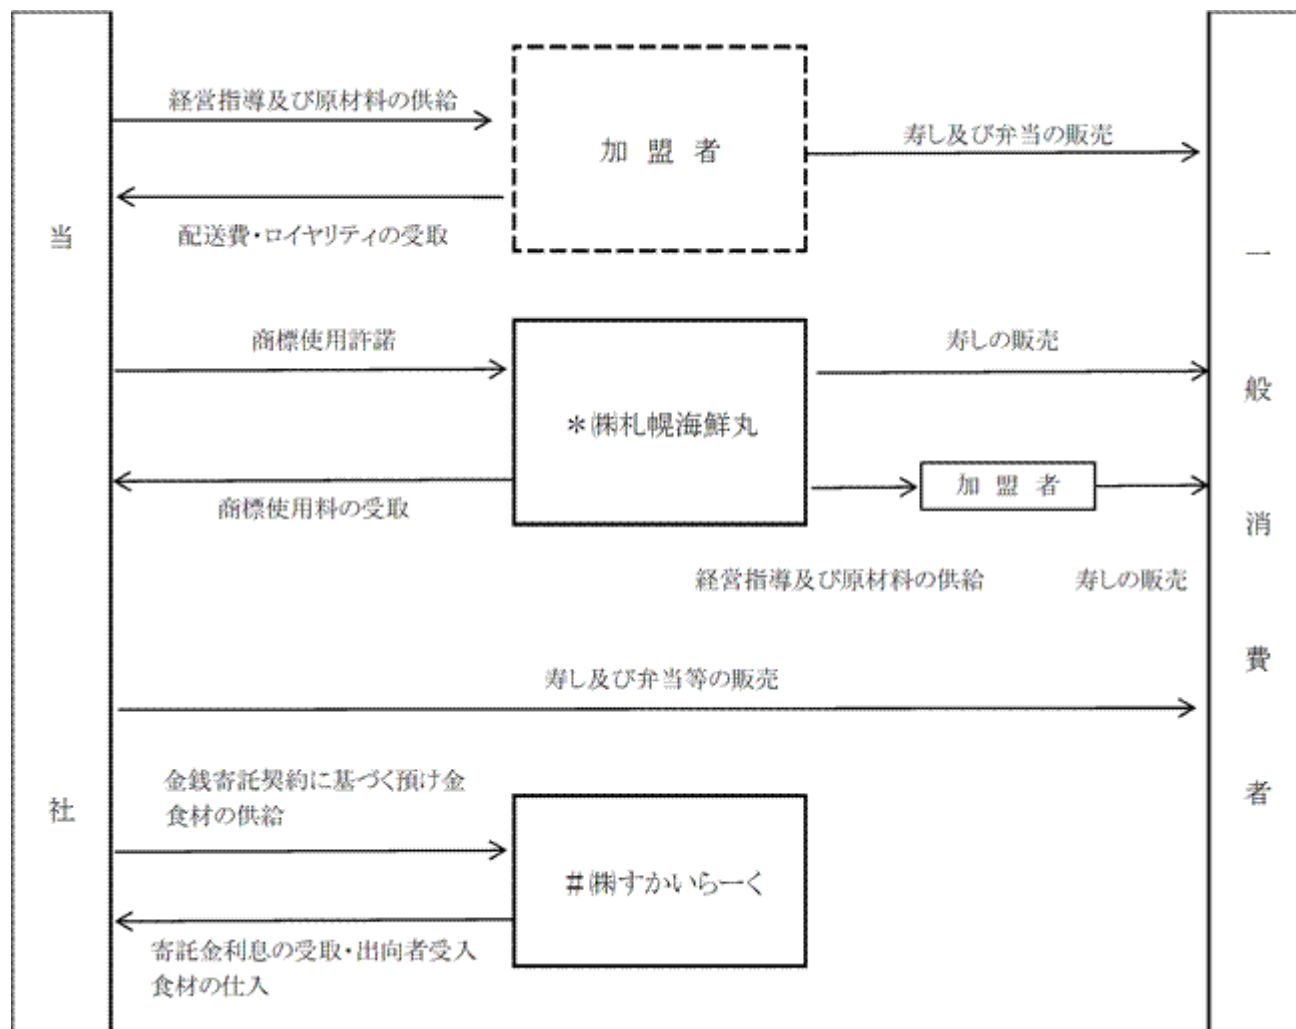 当社
経営指導及び原材料の供給
加盟者
寿し及び弁当の販売
配送費・ロイヤリティの受取
商標使用許諾
＊㈱札幌海鮮丸
寿しの販売
商標使用料の受取
加盟者
経営指導及び原材料の供給
寿しの販売
寿し及び弁当等の販売
金銭寄託契約に基づく預け金
食材の供給
＃㈱すかいらーく
寄託金利息の受取・出向者受入
食材の仕入
一般消費者